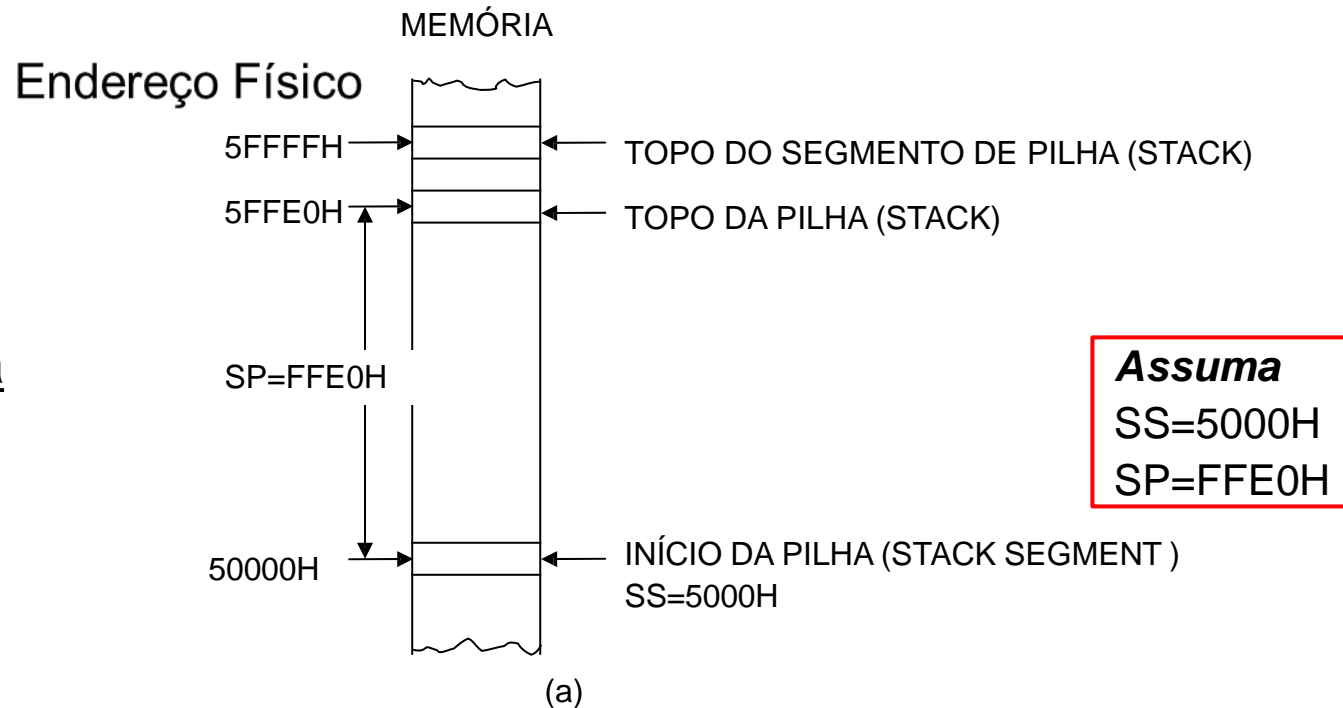 MEMÓRIA
Endereço Físico
5FFFFH
TOPO DO SEGMENTO DE PILHA (STACK)
5FFE0H
TOPO DA PILHA (STACK)
SP=FFE0H
Assuma
SS=5000H
SP=FFE0H
50000H
INÍCIO DA PILHA (STACK SEGMENT )
SS=5000H
(a)